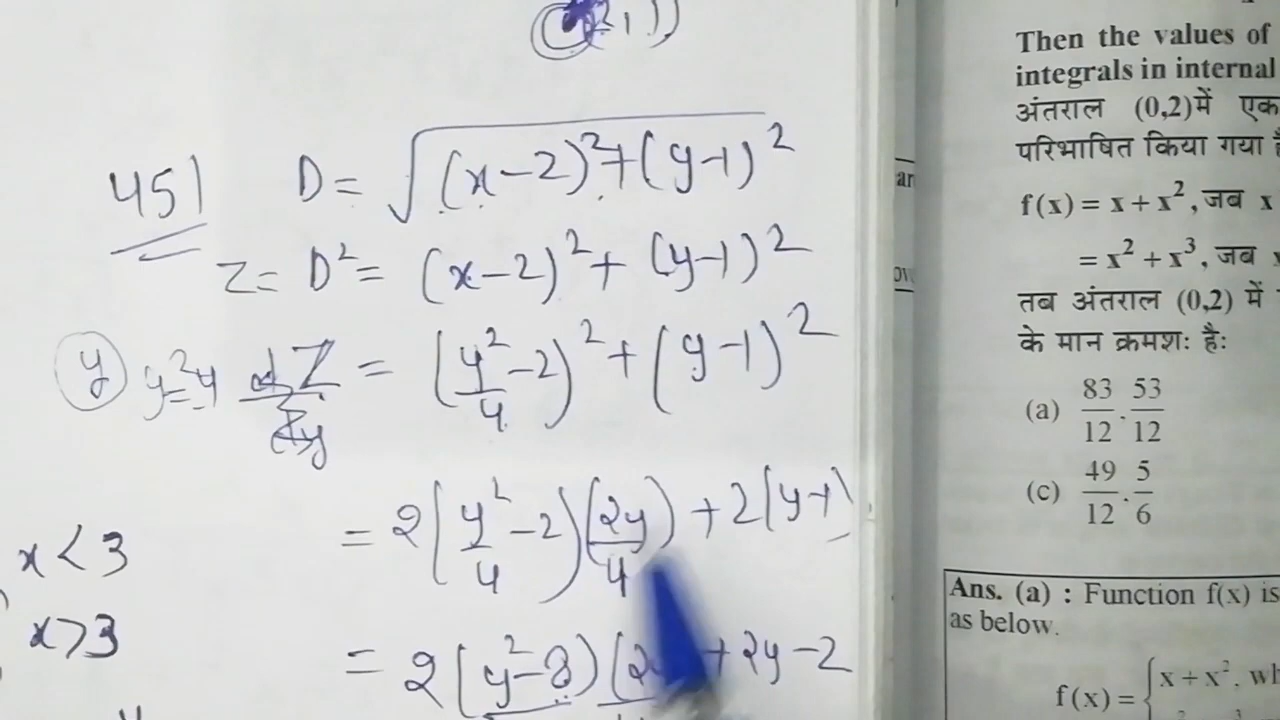 451
D = √(x-2)²+(y-1)²
Z = D² = (x-2)²+(y-1)²
y y²=4 Z = (y²/4 -2)²+(y-1)²
= 2(y²/4 -2)(2y/4)+2(y-1)
x<3
x>3
= 2(y²-8)(2 +2y-2
Then the values of
integrals in internal
अंतराल (0,2)में एक
परिभाषित किया गया
f(x) = x+x², जब x
= x²+x³, जब
तब अंतराल (0,2) में
के मान क्रमशः हैः
(a) 83/12 . 53/12
(c) 49/12 . 5/6
Ans. (a) : Function f(x) is
as below.
f(x) = { x+x², wh